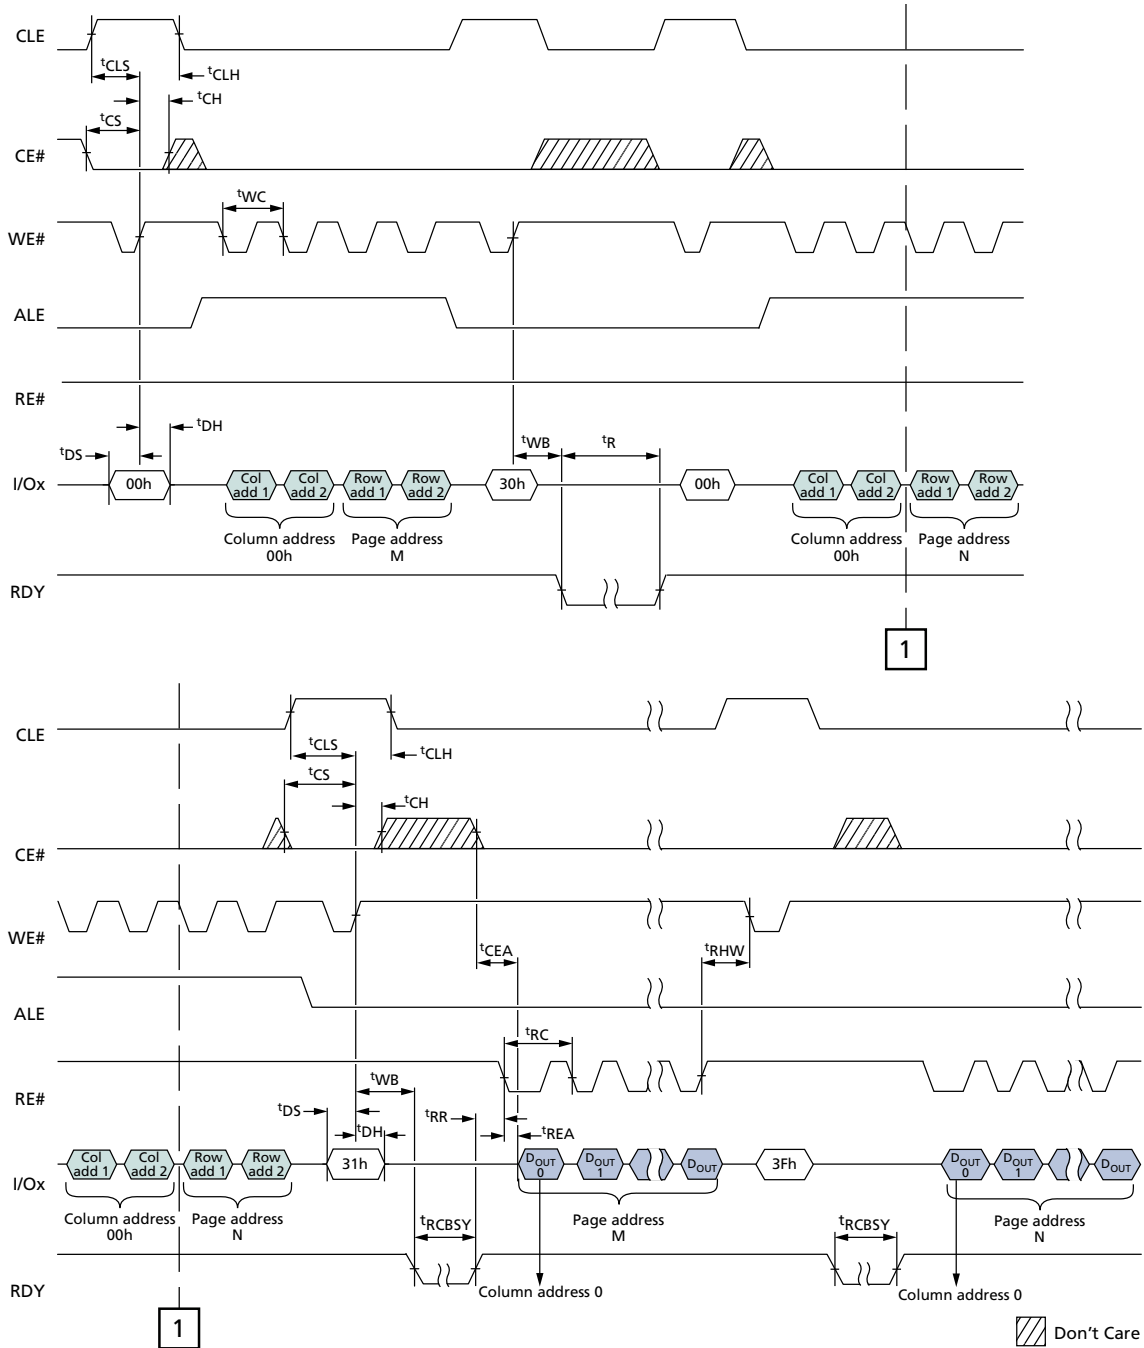 CLE
tCLS
tCLH
tCH
tCS
CE#
tWC
WE#
ALE
RE#
tDH
tDS
tWB
tR
I/Ox
00h
Col add 1
Col add 2
Row add 1
Row add 2
30h
00h
Col add 1
Col add 2
Row add 1
Row add 2
Column address 00h
Page address M
Column address 00h
Page address N
RDY
1
CLE
tCLS
tCLH
tCS
tCH
CE#
WE#
tCEA
tRHW
ALE
tRC
RE#
tWB
tDS
tRR
tDH
tREA
I/Ox
Col add 1
Col add 2
Row add 1
Row add 2
31h
DOUT 0
DOUT 1
DOUT
3Fh
DOUT 0
DOUT 1
DOUT
Column address 00h
Page address N
tRCBSY
Page address M
tRCBSY
Page address N
RDY
Column address 0
Column address 0
1
Don't Care